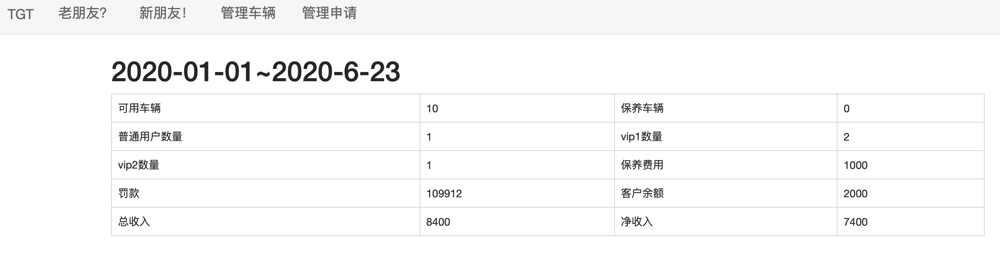 TGT 老朋友? 新朋友! 管理车辆 管理申请
2020-01-01~2020-6-23
可用车辆 10 保养车辆 0
普通用户数量 1 vip1数量 2
vip2数量 1 保养费用 1000
罚款 109912 客户余额 2000
总收入 8400 净收入 7400